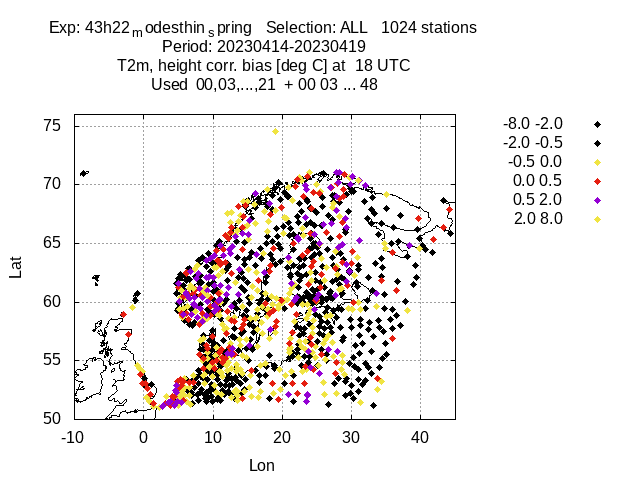 Exp: 43h22modesthinspring   Selection: ALL   1024 stations
Period: 20230414-20230419
T2m, height corr. bias [deg C] at  18 UTC
Used  00,03,...,21  + 00 03 ... 48
-8.0 -2.0
-2.0 -0.5
-0.5 0.0
0.0 0.5
0.5 2.0
2.0 8.0
75
70
65
60
55
50
Lat
-10 0 10 20 30 40
Lon